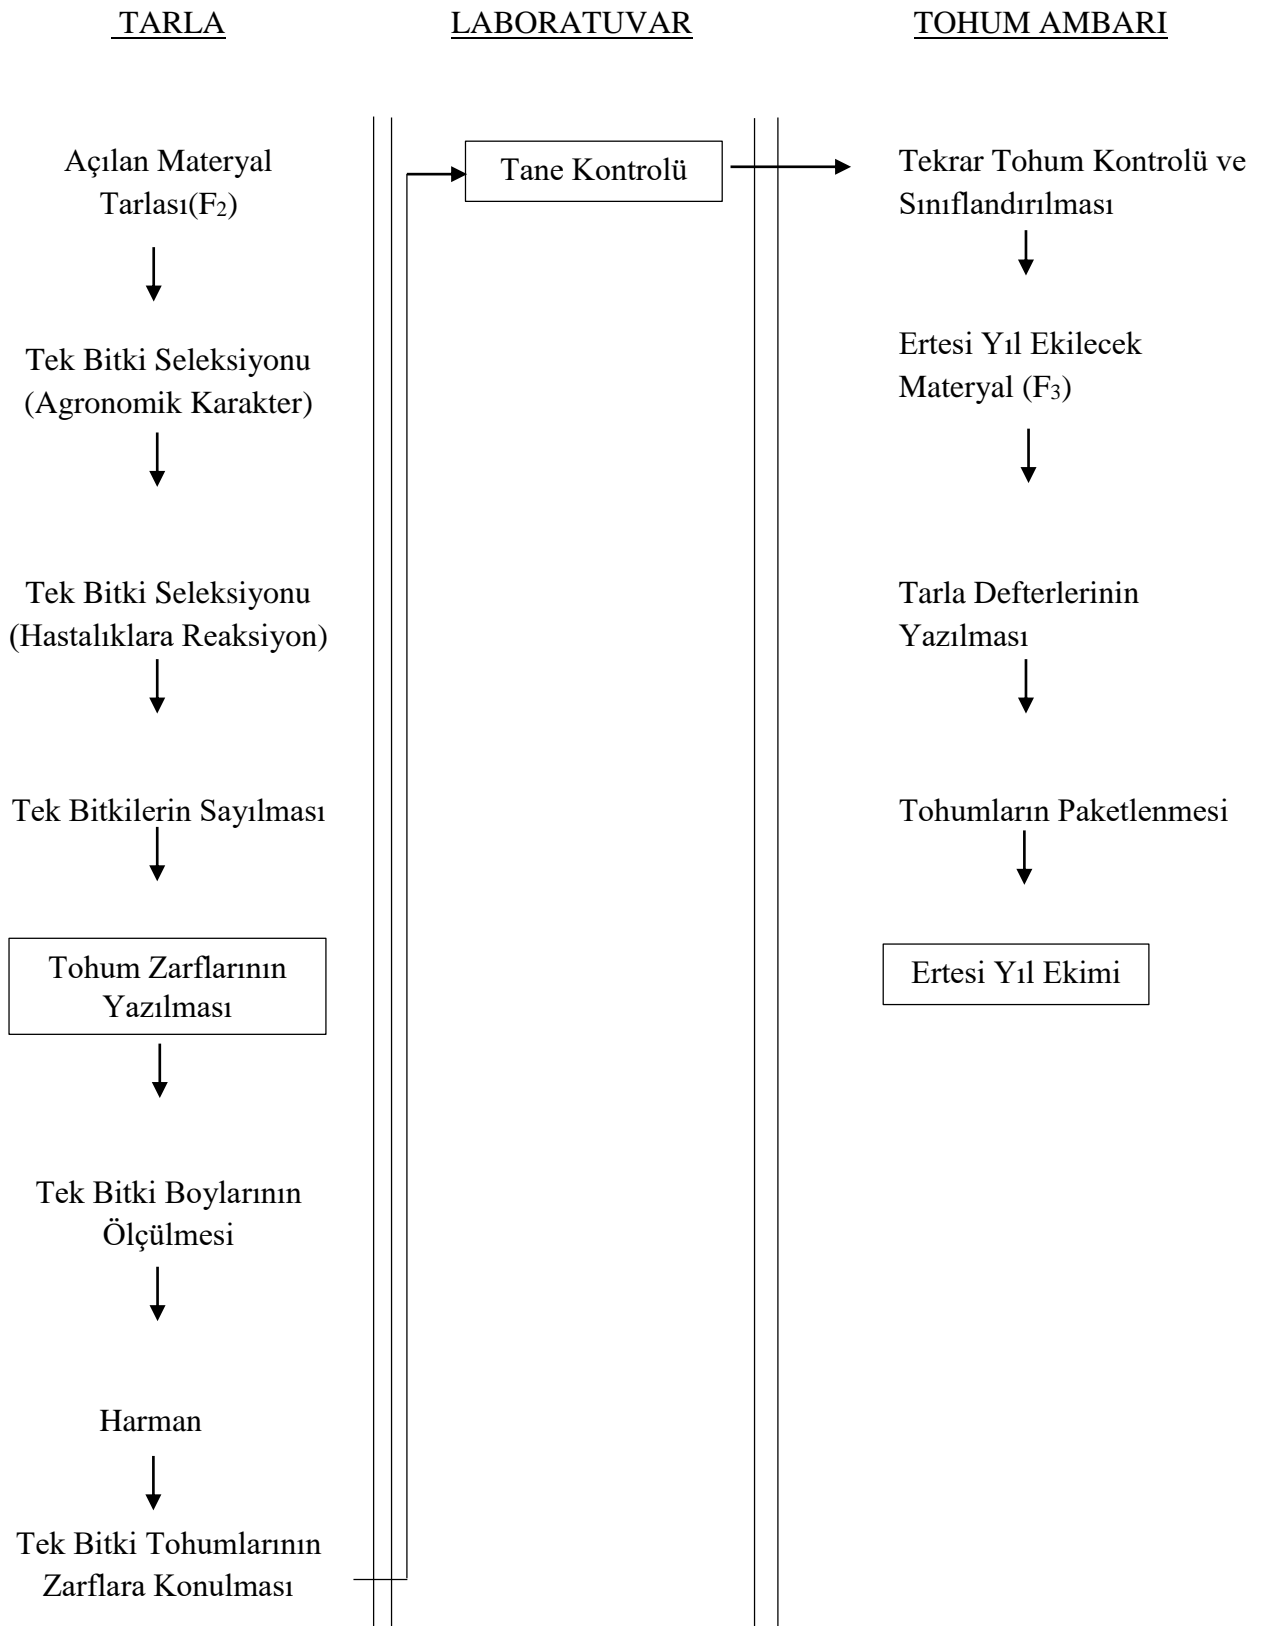 TARLA
LABORATUVAR
TOHUM AMBARI
Açılan Materyal
Tarlası(F₂)
Tek Bitki Seleksiyonu
(Agronomik Karakter)
Tek Bitki Seleksiyonu
(Hastalıklara Reaksiyon)
Tek Bitkilerin Sayılması
Tohum Zarflarının
Yazılması
Tek Bitki Boylarının
Ölçülmesi
Harman
Tek Bitki Tohumlarının
Zarflara Konulması
Tane Kontrolü
Tekrar Tohum Kontrolü ve
Sınıflandırılması
Ertesi Yıl Ekilecek
Materyal (F₃)
Tarla Defterlerinin
Yazılması
Tohumların Paketlenmesi
Ertesi Yıl Ekimi